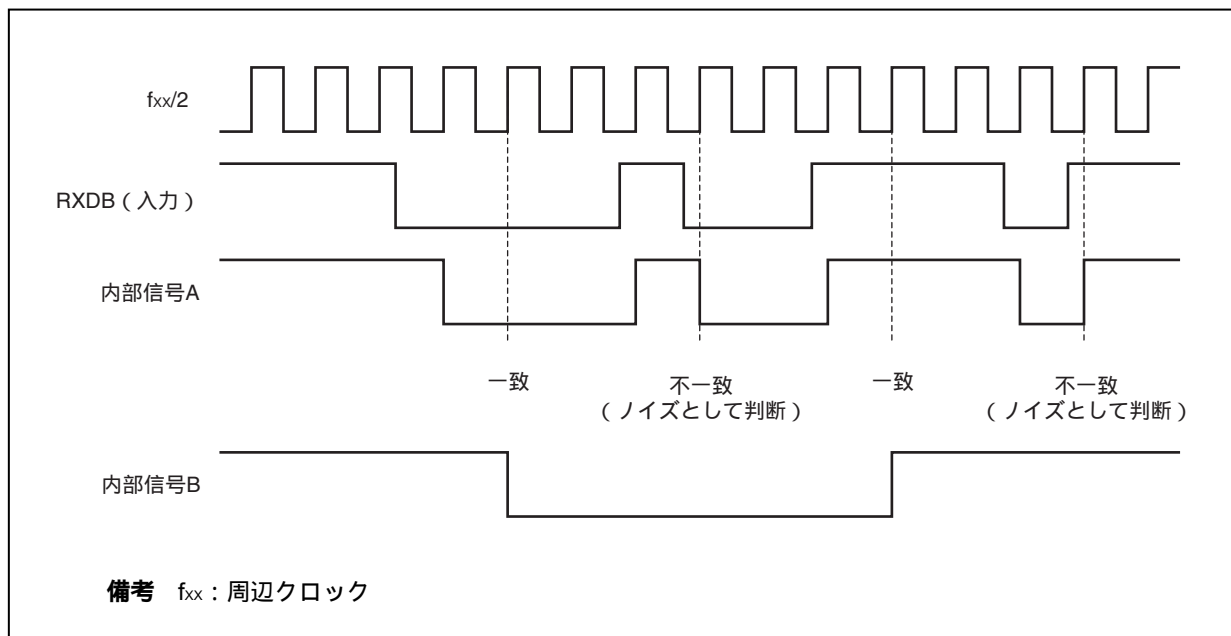 fxx/2
RXDB（入力）
内部信号A
一致
不一致
（ノイズとして判断）
一致
不一致
（ノイズとして判断）
内部信号B
備考 fxx：周辺クロック